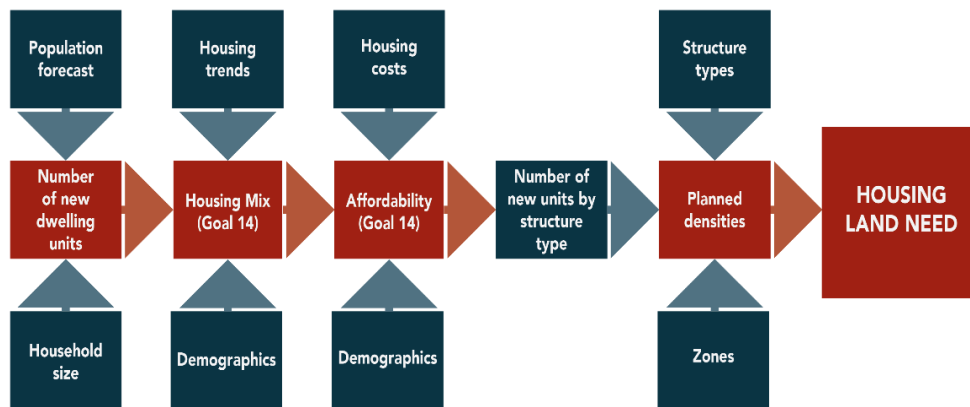 Population
forecast
Housing
trends
Housing
costs
Structure
types
Number
of new
dwelling
units
Housing Mix
(Goal 14)
Affordability
(Goal 14)
Number of
new units by
structure
type
Planned
densities
HOUSING
LAND NEED
Household
size
Demographics
Demographics
Zones